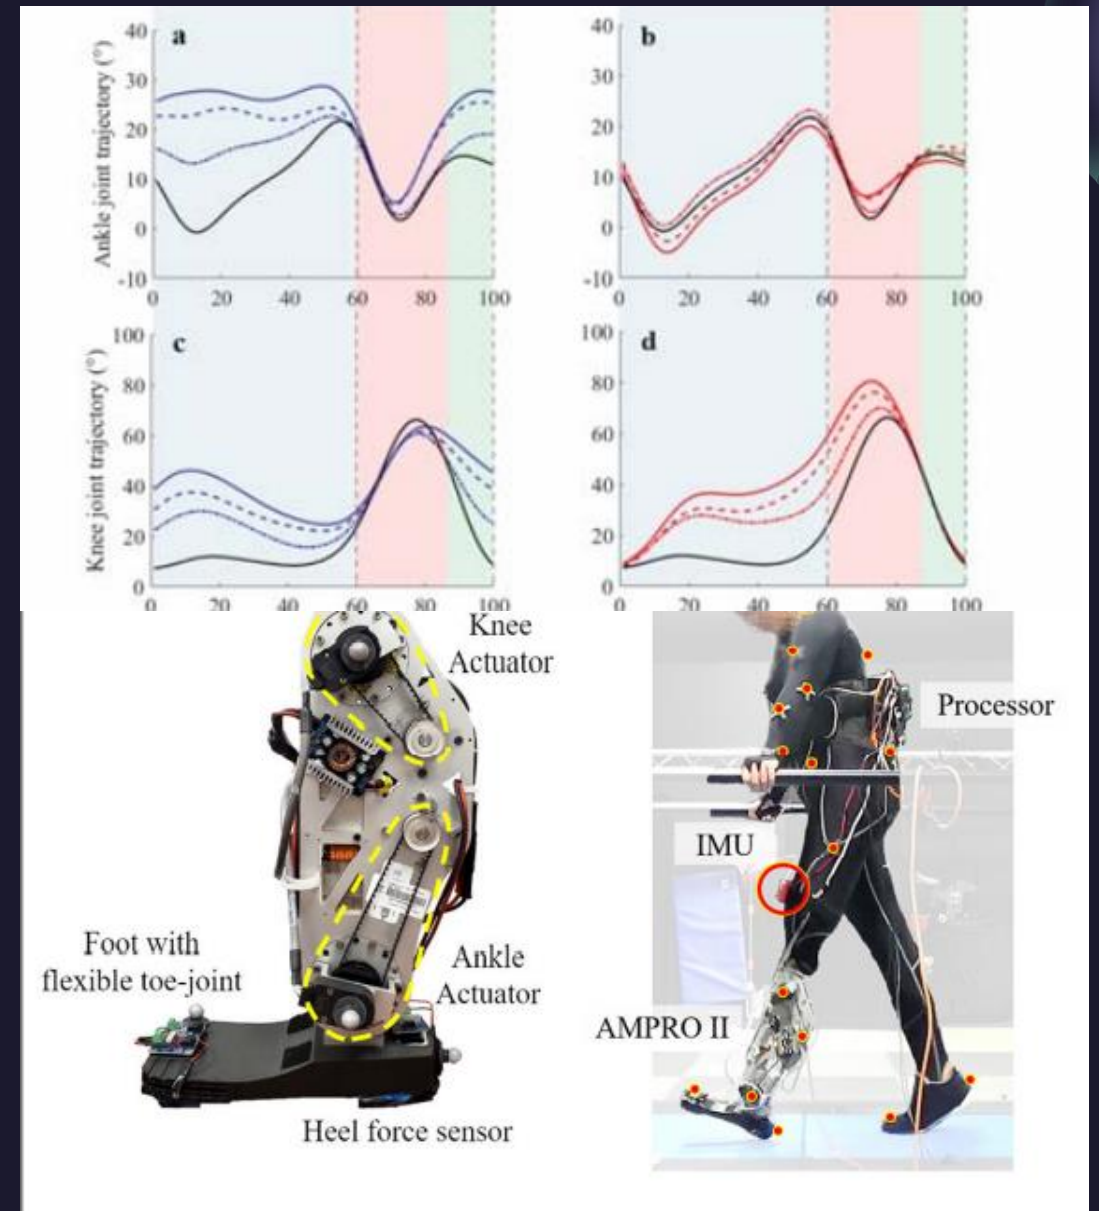 a
b
Ankle joint trajectory (°)
40
30
20
10
0
-10
0 20 40 60 80 100
40
30
20
10
0
-10
0 20 40 60 80 100
c
d
Knee joint trajectory (°)
100
80
60
40
20
0
0 20 40 60 80 100
100
80
60
40
20
0
0 20 40 60 80 100
Knee
Actuator
Processor
IMU
Foot with
flexible toe-joint
Ankle
Actuator
AMPRO II
Heel force sensor